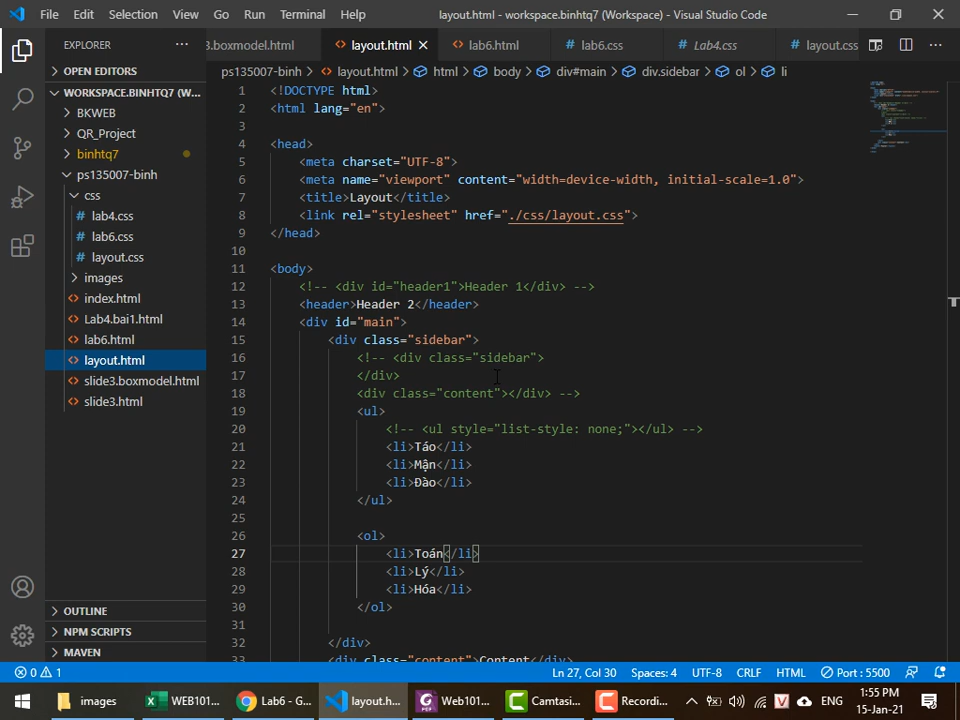 File Edit Selection View Go Run Terminal Help layout.html - workspace.binhtq7 (Workspace) - Visual Studio Code
EXPLORER
3.boxmodel.html layout.html lab6.html lab6.css Lab4.css layout.css
OPEN EDITORS
WORKSPACE.BINHTQ7 (W...
BKWEB
QR_Project
binhtq7
ps135007-binh
css
lab4.css
lab6.css
layout.css
images
index.html
Lab4.bai1.html
lab6.html
layout.html
slide3.boxmodel.html
slide3.html
OUTLINE
NPM SCRIPTS
MAVEN
ps135007-binh > layout.html > html > body > div#main > div.sidebar > ol > li
1 <!DOCTYPE html>
2 <html lang="en">
3
4 <head>
5 <meta charset="UTF-8">
6 <meta name="viewport" content="width=device-width, initial-scale=1.0">
7 <title>Layout</title>
8 <link rel="stylesheet" href="./css/layout.css">
9 </head>
10
11 <body>
12 <!-- <div id="header1">Header 1</div> -->
13 <header>Header 2</header>
14 <div id="main">
15 <div class="sidebar">
16 <!-- <div class="sidebar">
17 </div>
18 <div class="content"></div> -->
19 <ul>
20 <!-- <ul style="list-style: none;"></ul> -->
21 <li>Táo</li>
22 <li>Mận</li>
23 <li>Đào</li>
24 </ul>
25
26 <ol>
27 <li>Toán</li>
28 <li>Lý</li>
29 <li>Hóa</li>
30 </ol>
31
32 </div>
33 <div class="content">Content</div>
0 1 Ln 27, Col 30 Spaces: 4 UTF-8 CRLF HTML Port : 5500
images WEB101... Lab6 - G... layout.h... Web101... Camtasi... Recordi... ENG 1:55 PM
15-Jan-21